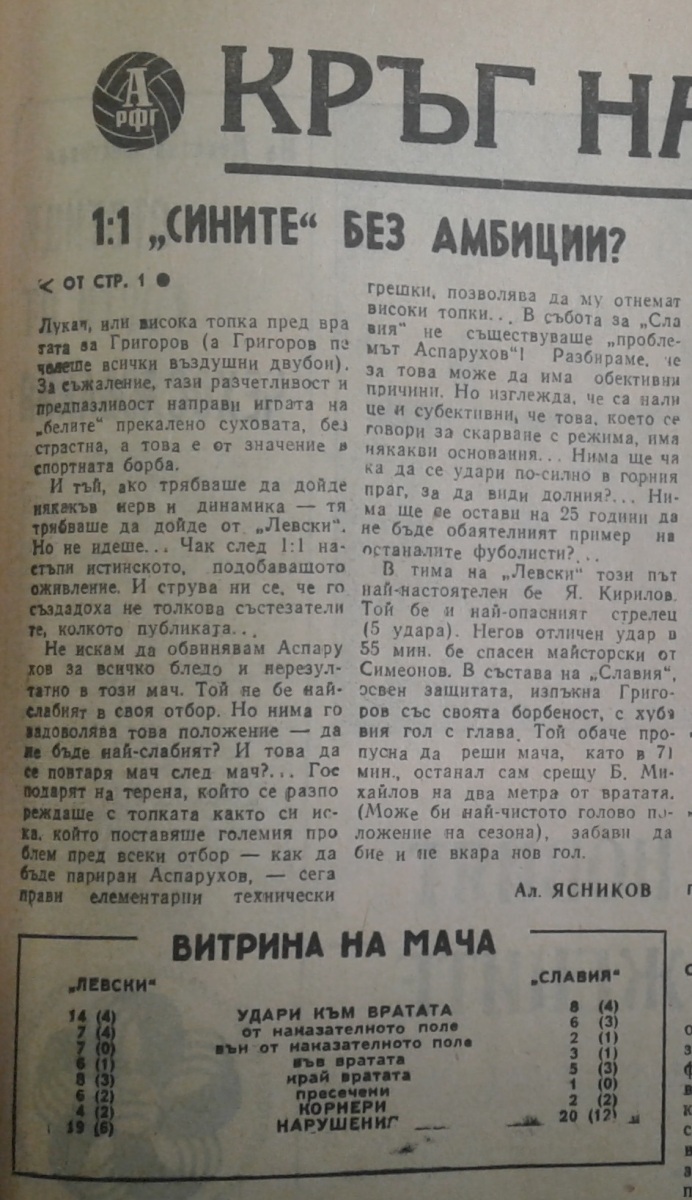 А
РФГ
КРЪГ НА
1:1 „СИНИТЕ“ БЕЗ АМБИЦИИ?
< ОТ СТР. 1 ●
Лукач, или висока топка пред вра
тата на Григоров (а Григоров пе
челеше всички въздушни двубои).
За съжаление, тази разчетливост и
предпазливост направи играта на
„белите“ прекалено суховата, без
страстна, а това е от значение в
спортната борба.
И тъй, ако трябваше да дойде
някакъв нерв и динамика — тя
трябваше да дойде от „Левски“.
Но не идеше... Чак след 1:1 на-
стъпи истинското, подобаващото
оживление. И струва ни се, че го
създадоха не толкова състезатели
те, колкото публиката...
Не искам да обвинявам Аспару
хов за всичко бледо и нерезул-
татно в този мач. Той не бе най-
слабият в своя отбор. Но нима го
задоволява това положение — да
не бъде най-слабият? И това да
се повтаря мач след мач?... Гос
подарят на терена, който се разпо
реждаше с топката както си ис-
ка, който поставяше големия про
блем пред всеки отбор — как да
бъде париран Аспарухов, — сега
прави елементарни технически
грешки, позволява да му отнемат
високи топки... В събота за „Сла
вия“ не съществуваше „пробле-
мът Аспарухов“! Разбираме, че
за това може да има обективни
причини. Но изглежда, че са нали
це и субективни, че това, което се
говори за скарване с режима, има
някакви основания... Нима ще ча
ка да се удари по-силно в горния
праг, за да види долния?... Ни-
ма ще се остави на 25 години да
не бъде обаятелният пример на
останалите фуболисти?...
В тима на „Левски“ този път
най-настоятелен бе Я. Кирилов.
Той бе и най-опасният стрелец
(5 удара). Негов отличен удар в
55 мин. бе спасен майсторски от
Симеонов. В състава на „Славия“,
освен защитата, изпъкна Григо-
ров със своята борбеност, с хуба
вия гол с глава. Той обаче про-
пусна да реши мача, като в 71
мин., останал сам срещу Б. Ми-
хайлов на два метра от вратата.
(Може би най-чистото голово по-
ложение на сезона), забави да
бие и не вкара нов гол.
Ал. ЯСНИКОВ
ВИТРИНА НА МАЧА
„ЛЕВСКИ“ „СЛАВИЯ“
14 (4) УДАРИ КЪМ ВРАТАТА 8 (4)
7 (4) от наказателното поле 6 (3)
7 (0) вън от наказателното поле 2 (1)
6 (1) във вратата 3 (1)
8 (3) край вратата 5 (3)
6 (2) пресечени 1 (0)
4 (2) КОРНЕРИ 2 (2)
19 (6) НАРУШЕНИЯ 20 (12)